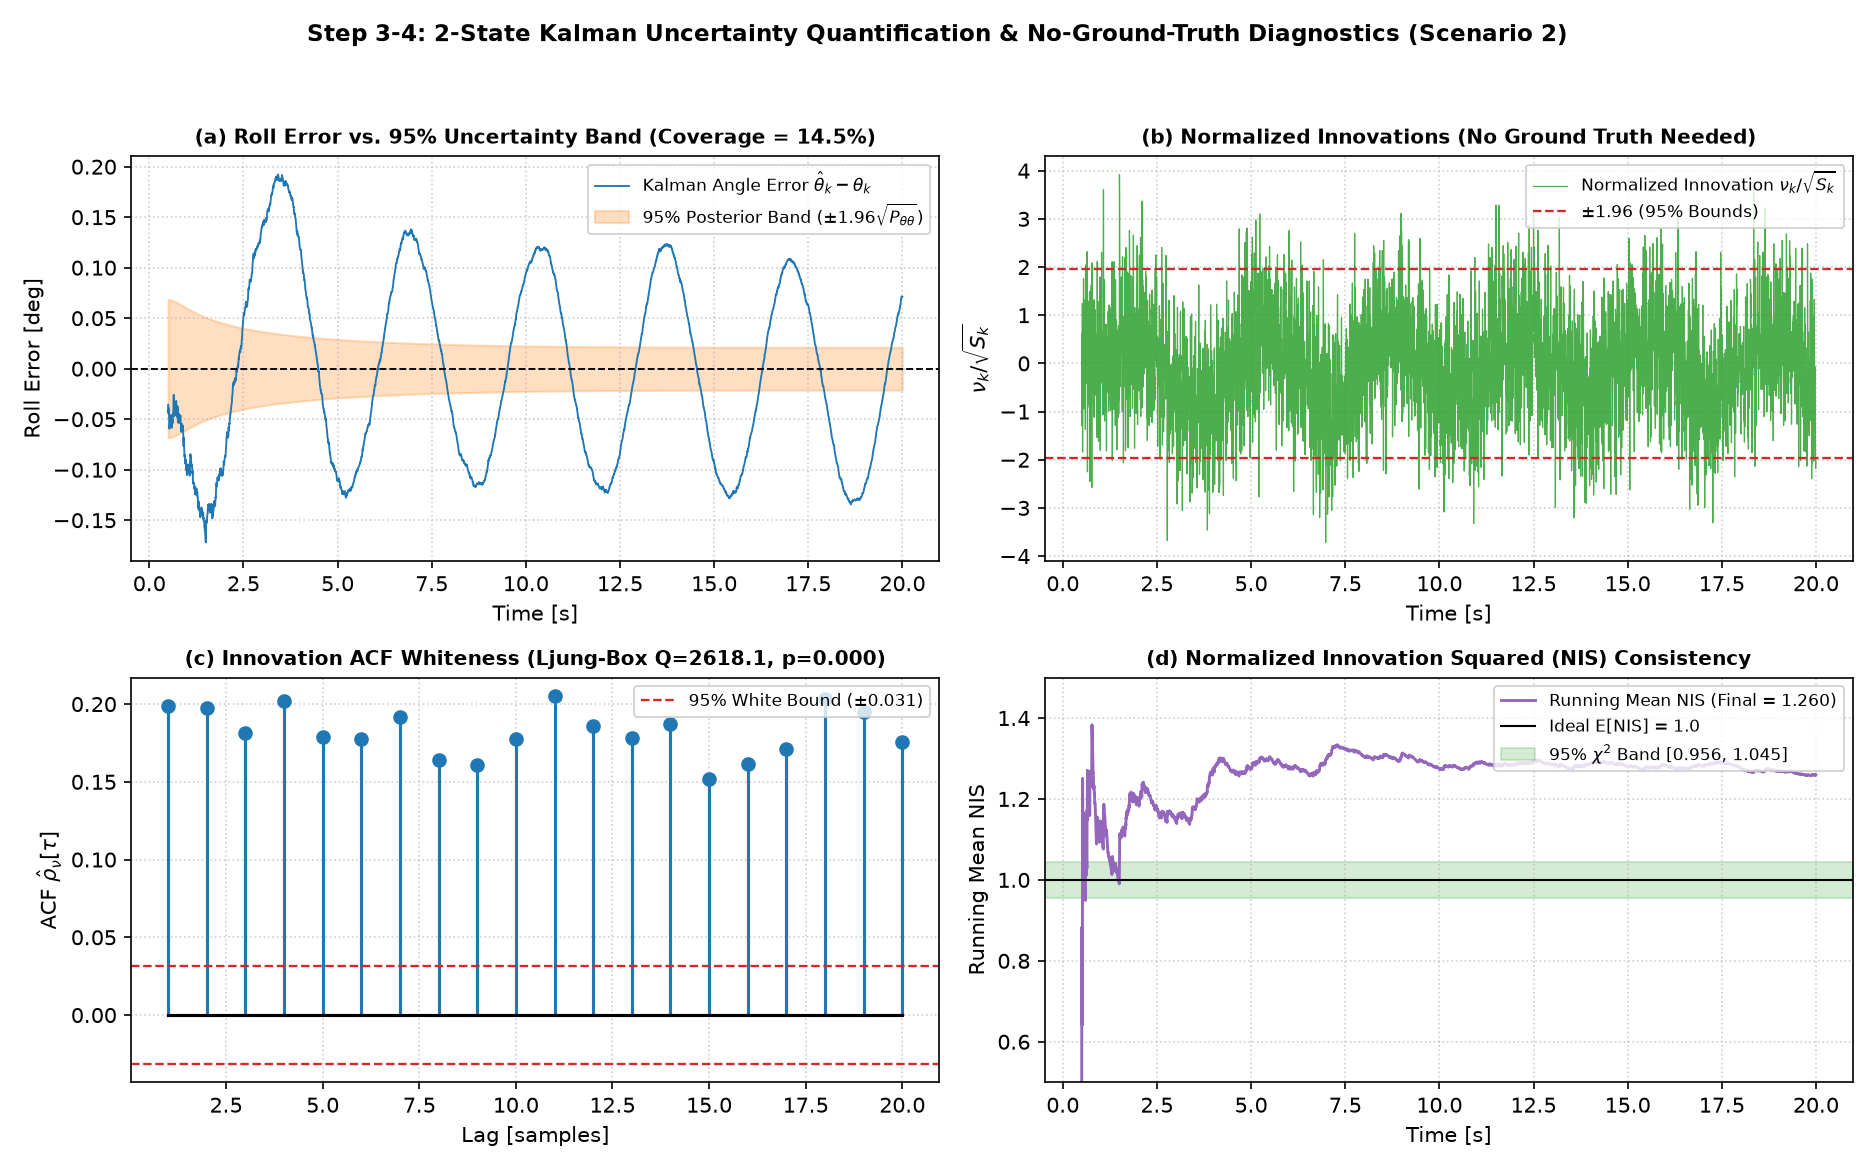 Step 3-4: 2-State Kalman Uncertainty Quantification & No-Ground-Truth Diagnostics (Scenario 2)
(a) Roll Error vs. 95% Uncertainty Band (Coverage = 14.5%)
Kalman Angle Error θ̂ₖ − θₖ
95% Posterior Band (±1.96√P_θθ)
Roll Error [deg]
0.20
0.15
0.10
0.05
0.00
−0.05
−0.10
−0.15
0.0 2.5 5.0 7.5 10.0 12.5 15.0 17.5 20.0
Time [s]
(b) Normalized Innovations (No Ground Truth Needed)
Normalized Innovation νₖ/√Sₖ
±1.96 (95% Bounds)
νₖ/√Sₖ
4
3
2
1
0
−1
−2
−3
−4
0.0 2.5 5.0 7.5 10.0 12.5 15.0 17.5 20.0
Time [s]
(c) Innovation ACF Whiteness (Ljung-Box Q=2618.1, p=0.000)
95% White Bound (±0.031)
ACF ρ̂ᵥ[τ]
0.20
0.15
0.10
0.05
0.00
2.5 5.0 7.5 10.0 12.5 15.0 17.5 20.0
Lag [samples]
(d) Normalized Innovation Squared (NIS) Consistency
Running Mean NIS (Final = 1.260)
Ideal E[NIS] = 1.0
95% χ² Band [0.956, 1.045]
Running Mean NIS
1.4
1.2
1.0
0.8
0.6
0.0 2.5 5.0 7.5 10.0 12.5 15.0 17.5 20.0
Time [s]